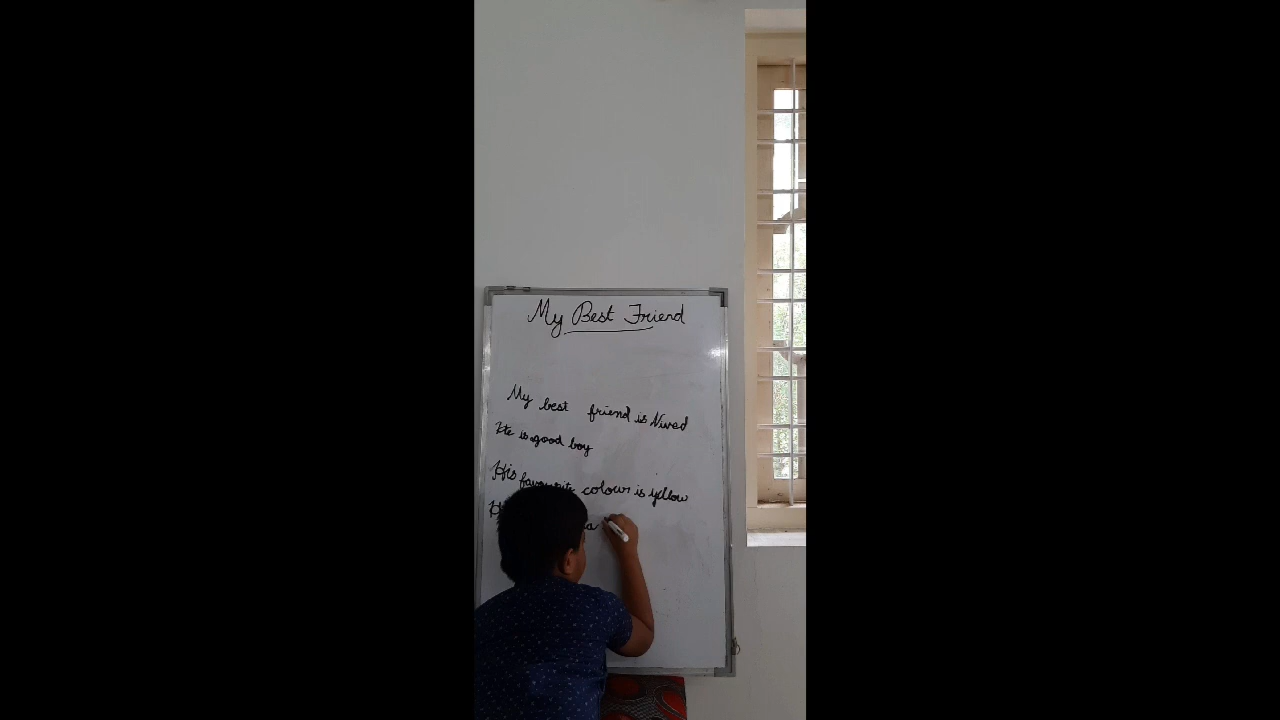 My Best Friend
My best friend is Nived
He is good boy
His favourite colour is yellow